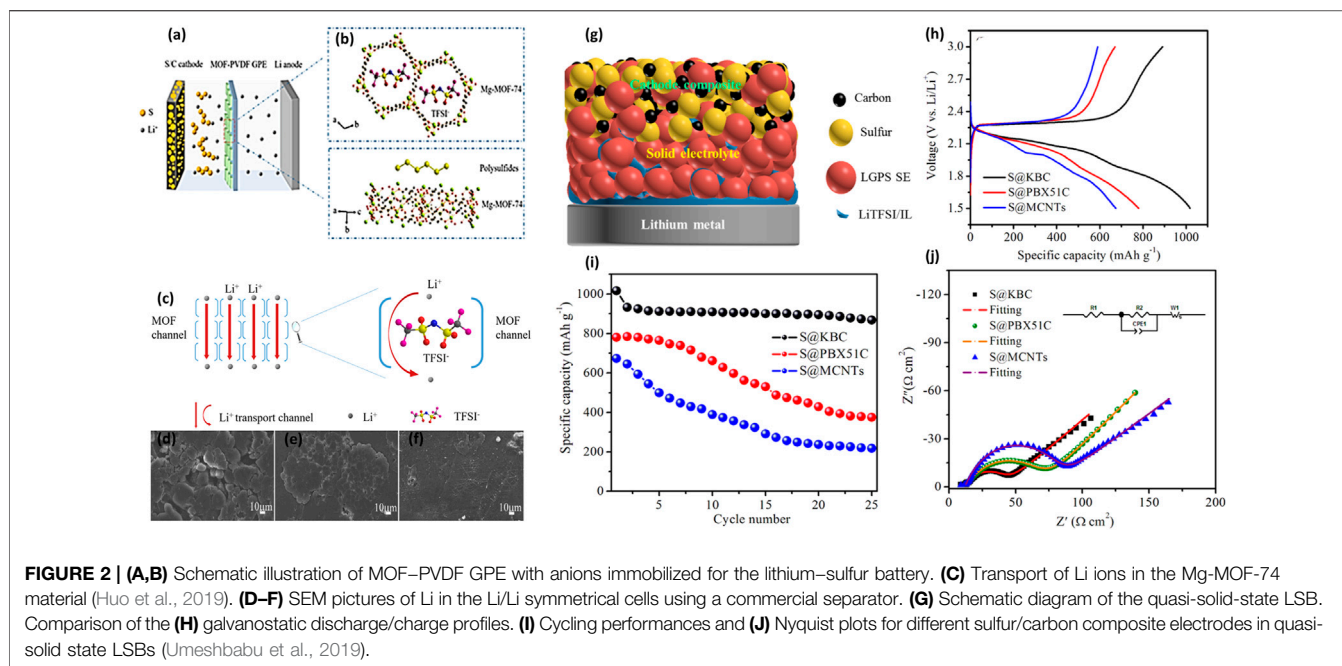 (a)
S/C cathode MOF-PVDF GPE Li anode
S
Li⁺
(b)
Mg-MOF-74
TFSI⁻
a
b
Polysulfides
Mg-MOF-74
a
c
b
(c)
Li⁺ Li⁺
MOF
channel
Li⁺
MOF
channel
TFSI⁻
Li⁺ transport channel
Li⁺
TFSI⁻
(d)
10μm
(e)
10μm
(f)
10μm
(g)
Cathode composite
Solid electrolyte
Lithium metal
Carbon
Sulfur
LGPS SE
LiTFSI/IL
(h)
Voltage (V vs. Li/Li⁻)
3.0
2.6
2.1
1.8
1.5
S@KBC
S@PBX51C
S@MCNTs
0 200 400 600 800 1000
Specific capacity (mAh g⁻¹)
(i)
Specific capacity (mAh g⁻¹)
1000
800
600
400
200
0
S@KBC
S@PBX51C
S@MCNTs
5 10 15 20 25
Cycle number
(j)
Z"(Ω cm²)
-120
-90
-60
-30
0
S@KBC
Fitting
S@PBX51C
Fitting
S@MCNTs
Fitting
R1 R2 W1
CPE1
0 50 100 150 200
Z' (Ω cm²)
FIGURE 2 | (A,B) Schematic illustration of MOF–PVDF GPE with anions immobilized for the lithium–sulfur battery. (C) Transport of Li ions in the Mg-MOF-74
material (Huo et al., 2019). (D–F) SEM pictures of Li in the Li/Li symmetrical cells using a commercial separator. (G) Schematic diagram of the quasi-solid-state LSB.
Comparison of the (H) galvanostatic discharge/charge profiles. (I) Cycling performances and (J) Nyquist plots for different sulfur/carbon composite electrodes in quasi-
solid state LSBs (Umeshbabu et al., 2019).